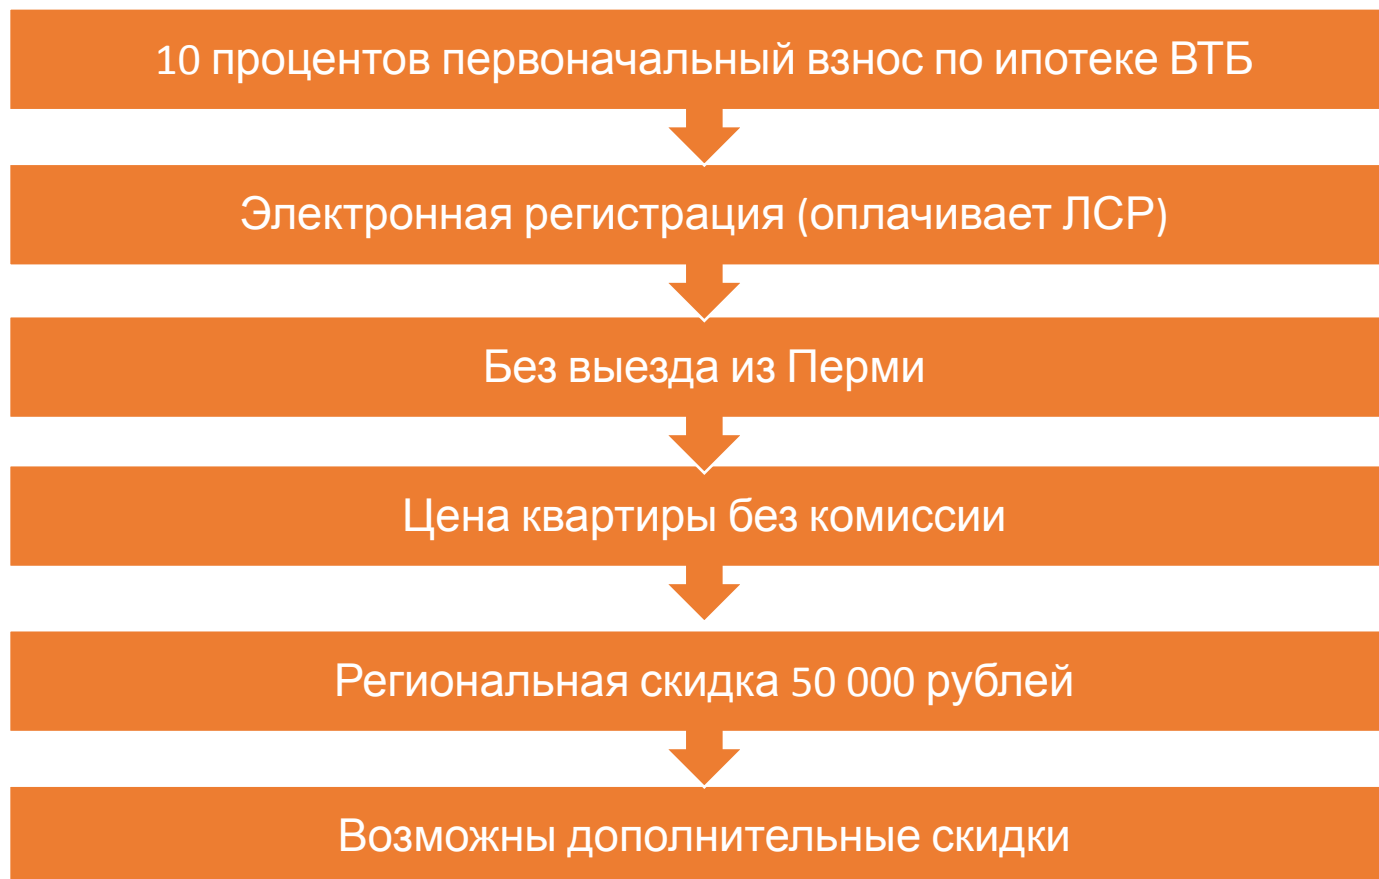 10 процентов первоначальный взнос по ипотеке ВТБ
Электронная регистрация (оплачивает ЛСР)
Без выезда из Перми
Цена квартиры без комиссии
Региональная скидка 50 000 рублей
Возможны дополнительные скидки